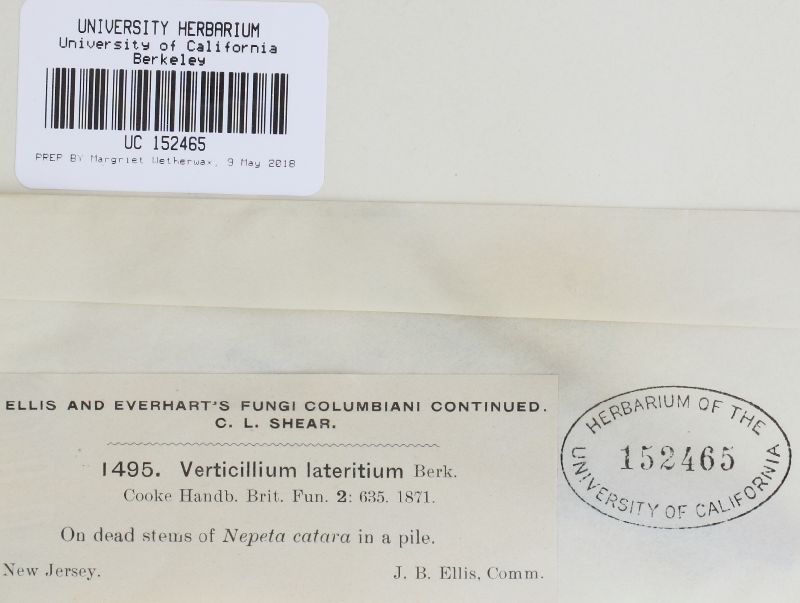 UNIVERSITY HERBARIUM
University of California
Berkeley
UC 152465
PREP BY Margriet Wetherwax, 9 May 2018
ELLIS AND EVERHART'S FUNGI COLUMBIANI CONTINUED.
C. L. SHEAR.
1495. Verticillium lateritium Berk.
Cooke Handb. Brit. Fun. 2: 635. 1871.
On dead stems of Nepeta catara in a pile.
New Jersey. J. B. Ellis, Comm.
HERBARIUM OF THE
152465
UNIVERSITY OF CALIFORNIA